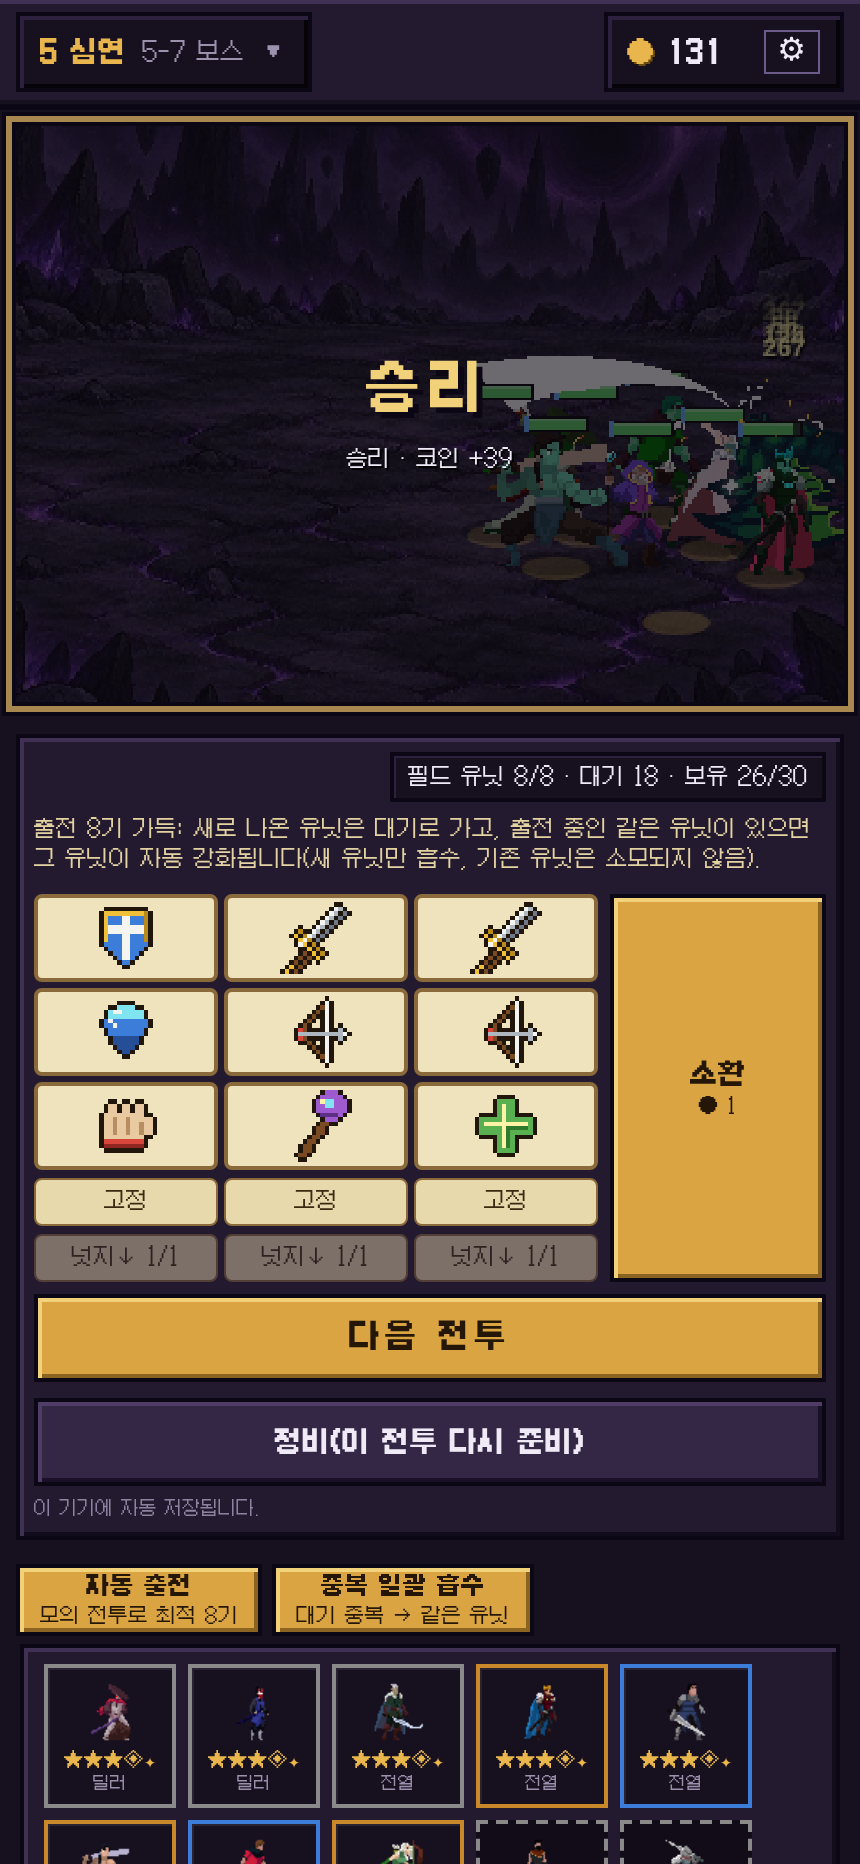 5 심연 5-7 보스 ▼
131
267
승리
승리 · 코인 +39
필드 유닛 8/8 · 대기 18 · 보유 26/30
출전 8기 가득: 새로 나온 유닛은 대기로 가고, 출전 중인 같은 유닛이 있으면
그 유닛이 자동 강화됩니다(새 유닛만 흡수, 기존 유닛은 소모되지 않음).
소환
1
고정 고정 고정
넛지↓ 1/1 넛지↓ 1/1 넛지↓ 1/1
다음 전투
정비(이 전투 다시 준비)
이 기기에 자동 저장됩니다.
자동 출전
모의 전투로 최적 8기
중복 일괄 흡수
대기 중복 → 같은 유닛
딜러 딜러 전열 전열 전열